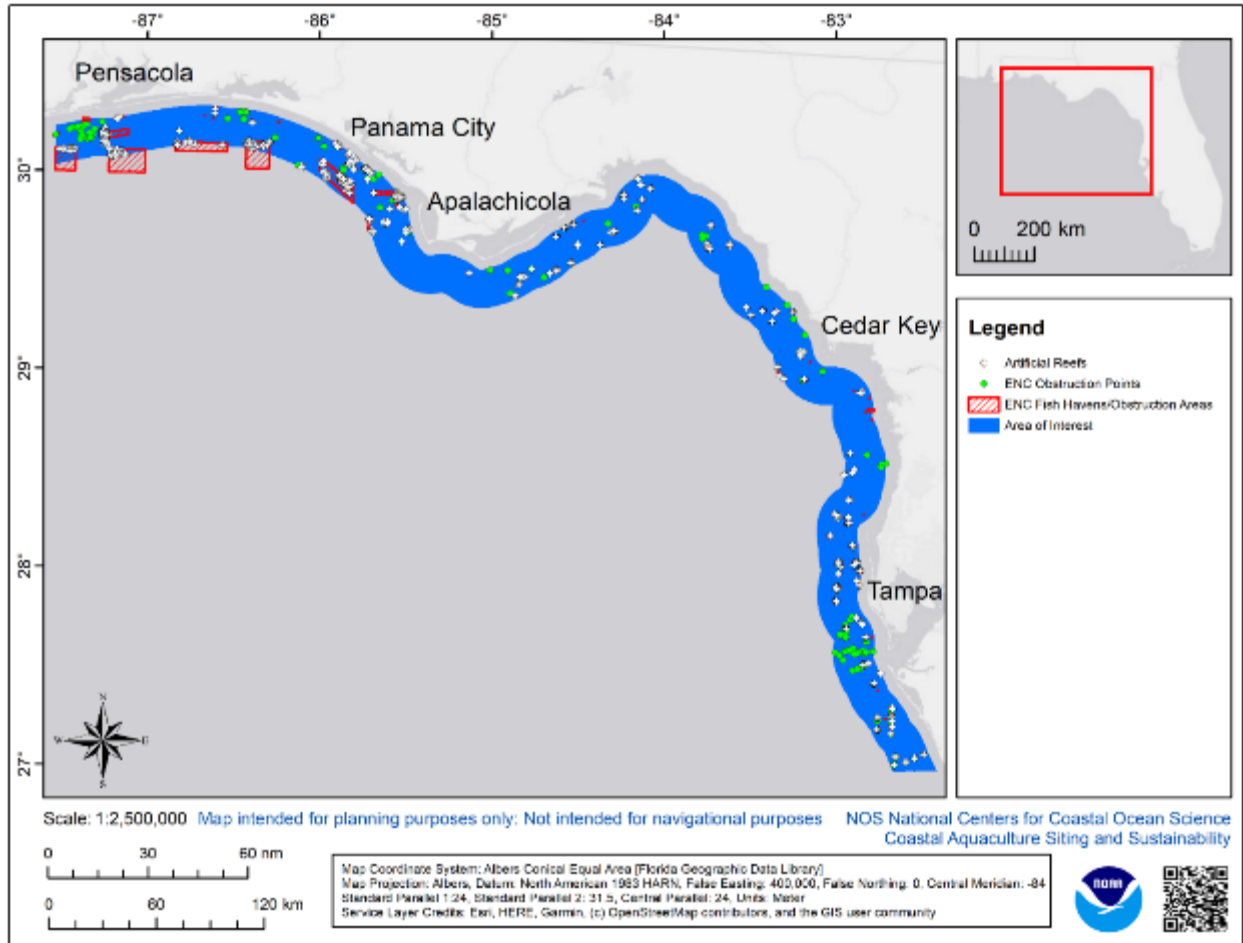 -87° -86° -85° -84° -83°
Pensacola
Panama City
30°
Apalachicola
0 200 km
29°
Cedar Key
Legend
Artificial Reefs
ENC Obstruction Points
ENC Fish Havens/Obstruction Areas
Area of Interest
28°
Tampa
N
W E
S
27°
Scale: 1:2,500,000 Map intended for planning purposes only: Not intended for navigational purposes
NOS National Centers for Coastal Ocean Science
Coastal Aquaculture Siting and Sustainability
0 30 60 nm
0 60 120 km
Map Coordinate System: Albers Conical Equal Area [Florida Geographic Data Library]
Map Projection: Albers, Datum: North American 1983 HARN, False Easting: 400,000, False Northing: 0, Central Meridian: -84
Standard Parallel 1:24, Standard Parallel 2: 31.5, Central Parallel: 24, Units: Meter
Service Layer Credits: Esri, HERE, Garmin, (c) OpenStreetMap contributors, and the GIS user community
noaa